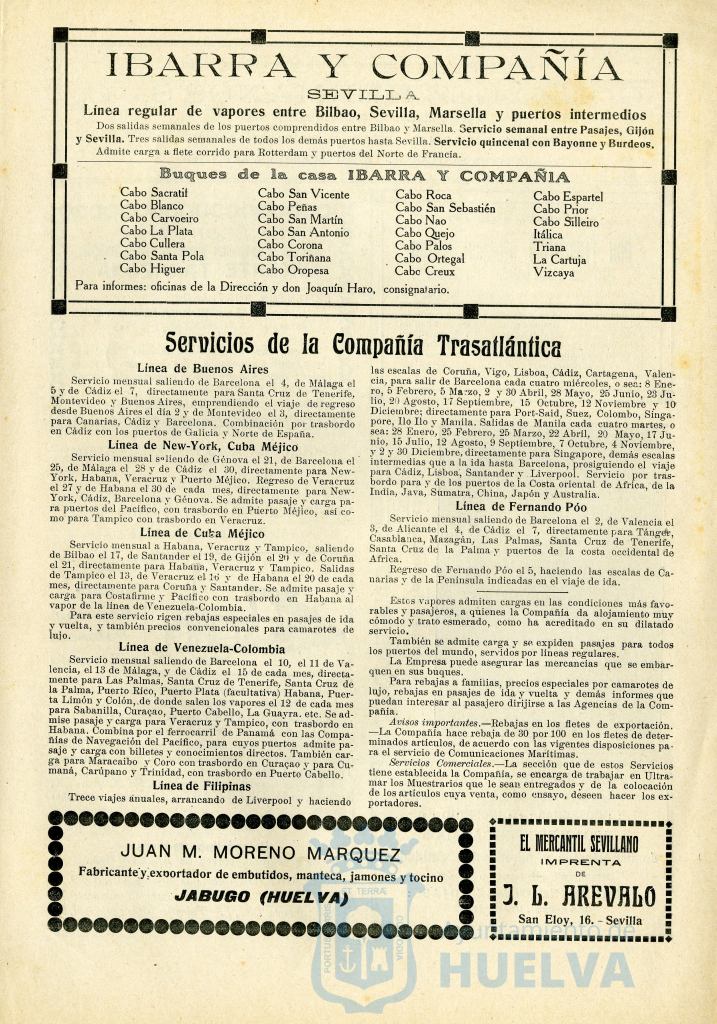 IBARRA Y COMPAÑÍA
SEVILLA
Línea regular de vapores entre Bilbao, Sevilla, Marsella y puertos intermedios
Dos salidas semanales de los puertos comprendidos entre Bilbao y Marsella. Servicio semanal entre Pasajes, Gijón
y Sevilla. Tres salidas semanales de todos los demás puertos hasta Sevilla. Servicio quincenal con Bayonne y Burdeos.
Admite carga a flete corrido para Rotterdam y puertos del Norte de Francia.
Buques de la casa IBARRA Y COMPAÑIA
Cabo Sacratif
Cabo Blanco
Cabo Carvoeiro
Cabo La Plata
Cabo Cullera
Cabo Santa Pola
Cabo Higuer
Cabo San Vicente
Cabo Peñas
Cabo San Martín
Cabo San Antonio
Cabo Corona
Cabo Toriñana
Cabo Oropesa
Cabo Roca
Cabo San Sebastién
Cabo Nao
Cabo Quejo
Cabo Palos
Cabo Ortegal
Cabo Creux
Cabo Espartel
Cabo Prior
Cabo Silleiro
Itálica
Triana
La Cartuja
Vizcaya
Para informes: oficinas de la Dirección y don Joaquín Haro, consignatario.
Servicios de la Compañía Trasatlántica
Línea de Buenos Aires
Servicio mensual saliendo de Barcelona el 4, de Málaga el
5 y de Cádiz el 7, directamente para Santa Cruz de Tenerife,
Montevideo y Buenos Aires, emprendiendo el viaje de regreso
desde Buenos Aires el día 2 y de Montevideo el 3, directamente
para Canarias, Cádiz y Barcelona. Combinación por trasbordo
en Cádiz con los puertos de Galicia y Norte de España.
Línea de New-York, Cuba Méjico
Servicio mensual saliendo de Génova el 21, de Barcelona el
25, de Málaga el 28 y de Cádiz el 30, directamente para New-
York, Habana, Veracruz y Puerto Méjico. Regreso de Veracruz
el 27 y de Habana el 30 de cada mes, directamente para New-
York, Cádiz, Barcelona y Génova. Se admite pasaje y carga pa-
ra puertos del Pacífico, con trasbordo en Puerto Méjico, así co-
mo para Tampico con trasbordo en Veracruz.
Línea de Cuba Méjico
Servicio mensual a Habana, Veracruz y Tampico, saliendo
de Bilbao el 17, de Santander el 19, de Gijón el 20 y de Coruña
el 21, directamente para Habana, Veracruz y Tampico. Salidas
de Tampico el 13, de Veracruz el 16 y de Habana el 20 de cada
mes, directamente para Coruña y Santander. Se admite pasaje y
carga para Costafirme y Pacífico con trasbordo en Habana al
vapor de la línea de Venezuela-Colombia.
Para este servicio rigen rebajas especiales en pasajes de ida
y vuelta, y también precios convencionales para camarotes de
lujo.
Línea de Venezuela-Colombia
Servicio mensual saliendo de Barcelona el 10, el 11 de Va-
lencia, el 13 de Málaga, y de Cádiz el 15 de cada mes, directa-
mente para Las Palmas, Santa Cruz de Tenerife, Santa Cruz de
la Palma, Puerto Rico, Puerto Plata (facultativa) Habana, Puer-
ta Limón y Colón, de donde salen los vapores el 12 de cada mes
para Sabanilla, Curaçao, Puerto Cabello, La Guayra. etc. Se ad-
mise pasaje y carga para Veracruz y Tampico, con trasbordo en
Habana. Combina por el ferrocarril de Panamá con las Compa-
ñías de Navegación del Pacífico, para cuyos puertos admite pa-
saje y carga con billetes y conocimientos directos. También car-
ga para Maracaibo y Coro con trasbordo en Curaçao y para Cu-
maná, Carúpano y Trinidad, con trasbordo en Puerto Cabello.
Línea de Filipinas
Trece viajes anuales, arrancando de Liverpool y haciendo
las escalas de Coruña, Vigo, Lisboa, Cádiz, Cartagena, Valen-
cia, para salir de Barcelona cada cuatro miércoles, o sea: 8 Ene-
ro, 5 Febrero, 5 Marzo, 2 y 30 Abril, 28 Mayo, 25 Junio, 23 Ju-
lio, 20 Agosto, 17 Septiembre, 15 Octubre, 12 Noviembre y 10
Diciembre; directamente para Port-Said, Suez, Colombo, Singa-
pore, Ilo Ilo y Manila. Salidas de Manila cada cuatro martes, o
sea: 28 Enero, 25 Febrero, 25 Marzo, 22 Abril, 20 Mayo, 17 Ju-
nio, 15 Julio, 12 Agosto, 9 Septiembre, 7 Octubre, 4 Noviembre,
y 2 y 30 Diciembre, directamente para Singapore, demás escalas
intermedias que a la ida hasta Barcelona, prosiguiendo el viaje
para Cádiz, Lisboa, Santander y Liverpool. Servicio por tras-
bordo para y de los puertos de la Costa oriental de Africa, de la
India, Java, Sumatra, China, Japón y Australia.
Línea de Fernando Póo
Servicio mensual saliendo de Barcelona el 2, de Valencia el
3, de Alicante el 4, de Cádiz el 7, directamente para Tánger,
Casablanca, Mazagán, Las Palmas, Santa Cruz de Tenerife,
Santa Cruz de la Palma y puertos de la costa occidental de
Africa.
Regreso de Fernando Póo el 5, haciendo las escalas de Ca-
narias y de la Península indicadas en el viaje de ida.
Estos vapores admiten cargas en las condiciones más favo-
rables y pasajeros, a quienes la Compañía da alojamiento muy
cómodo y trato esmerado, como ha acreditado en su dilatado
servicio.
También se admite carga y se expiden pasajes para todos
los puertos del mundo, servidos por líneas regulares.
La Empresa puede asegurar las mercancías que se embar-
quen en sus buques.
Para rebajas a familias, precios especiales por camarotes de
lujo, rebajas en pasajes de ida y vuelta y demás informes que
puedan interesar al pasajero dirijirse a las Agencias de la Com-
pañía.
Avisos importantes.—Rebajas en los fletes de exportación.
—La Compañía hace rebaja de 30 por 100 en los fletes de deter-
minados artículos, de acuerdo con las vigentes disposiciones pa-
ra el servicio de Comunicaciones Marítimas.
Servicios Comerciales.—La sección que de estos Servicios
tiene establecida la Compañía, se encarga de trabajar en Ultra-
mar los Muestrarios que le sean entregados y de la colocación
de los artículos cuya venta, como ensayo, deseen hacer los ex-
portadores.
JUAN M. MORENO MARQUEZ
Fabricante y exportador de embutidos, manteca, jamones y tocino
JABUGO (HUELVA)
EL MERCANTIL SEVILLANO
IMPRENTA
DE
J. L. AREVALO
San Eloy, 16. - Sevilla
Ayuntamiento de
HUELVA